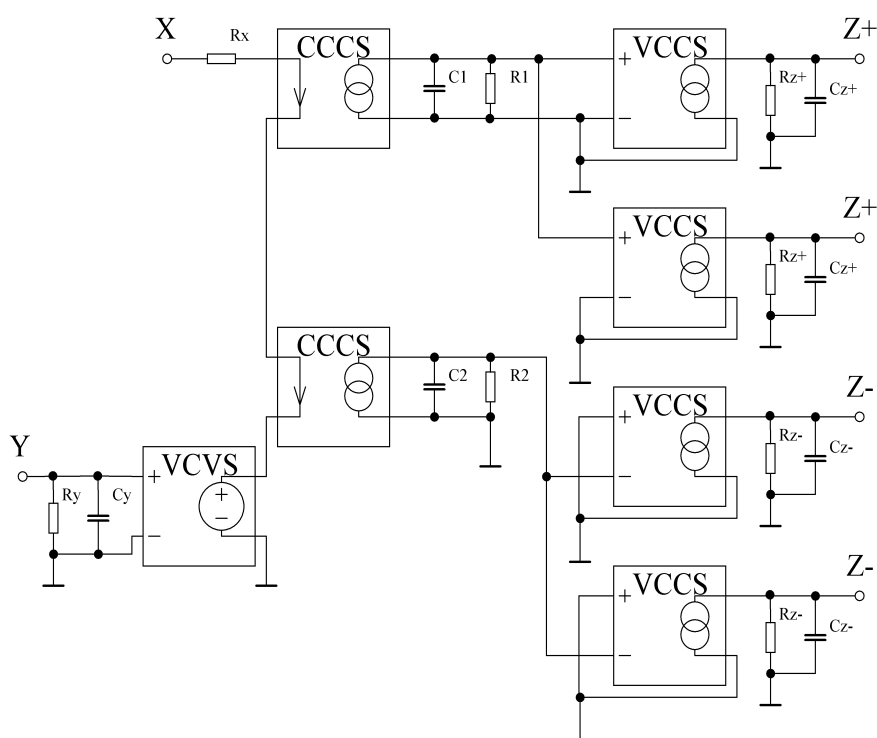 X Rx CCCS C1 R1 + VCCS − Rz+ Cz+ Z+
+ VCCS − Rz+ Cz+ Z+
CCCS C2 R2
+ VCCS − Rz- Cz- Z-
Y Ry Cy + VCVS − + −
+ VCCS − Rz- Cz- Z-